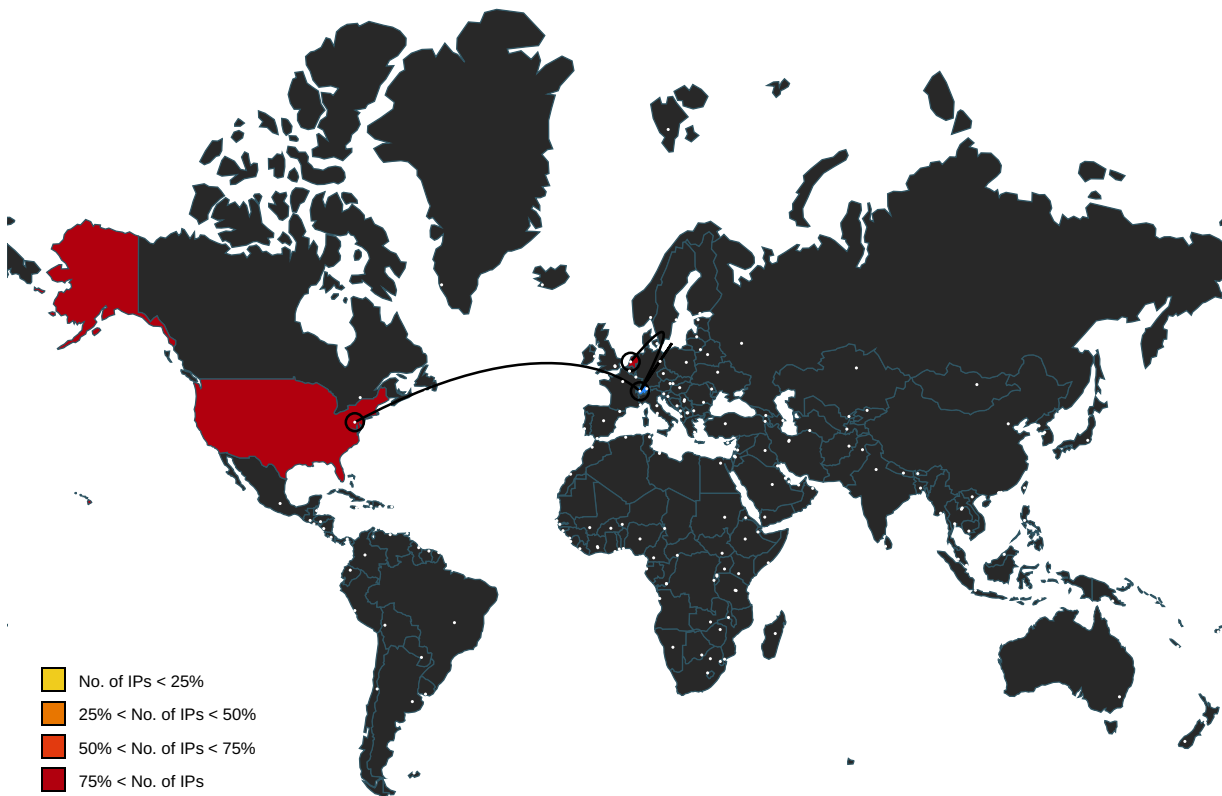 No. of IPs < 25%
25% < No. of IPs < 50%
50% < No. of IPs < 75%
75% < No. of IPs